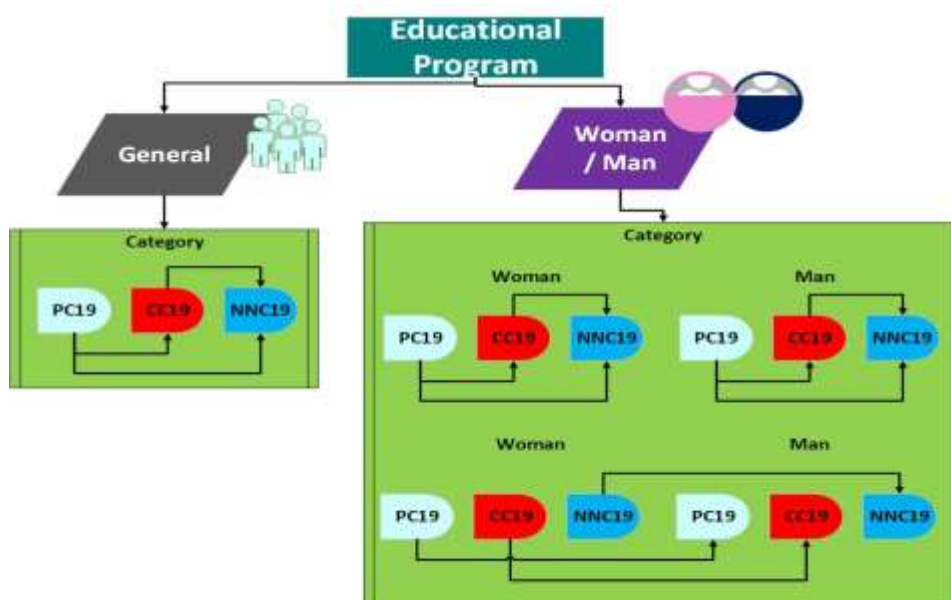 Educational
Program
General
Woman
/ Man
Category
PC19 CC19 NNC19
Category
Woman Man
PC19 CC19 NNC19 PC19 CC19 NNC19
Woman Man
PC19 CC19 NNC19 PC19 CC19 NNC19